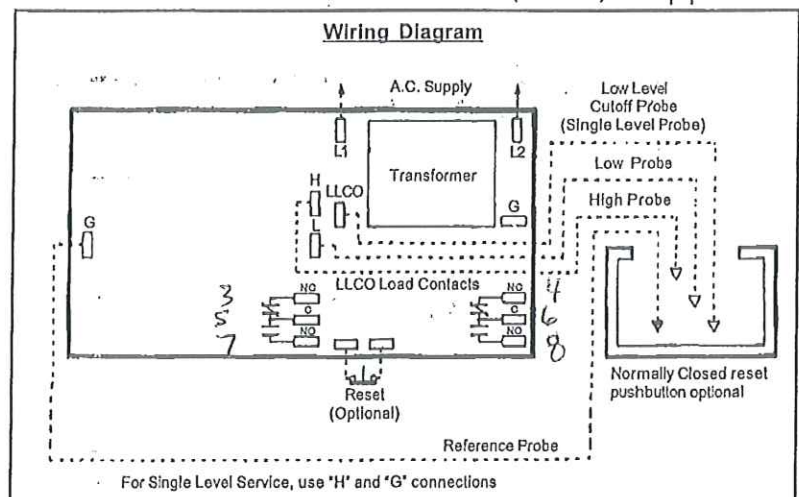 Wiring Diagram
A.C. Supply
Low Level
Cutoff Probe
(Single Level Probe)
L1
L2
Transformer
Low Probe
H
LLCO
High Probe
G
G
L
LLCO Load Contacts
3
NC
NC
4
5
C
C
6
7
NO
NO
8
Reset
(Optional)
Normally Closed reset
pushbutton optional
Reference Probe
For Single Level Service, use "H" and "G" connections